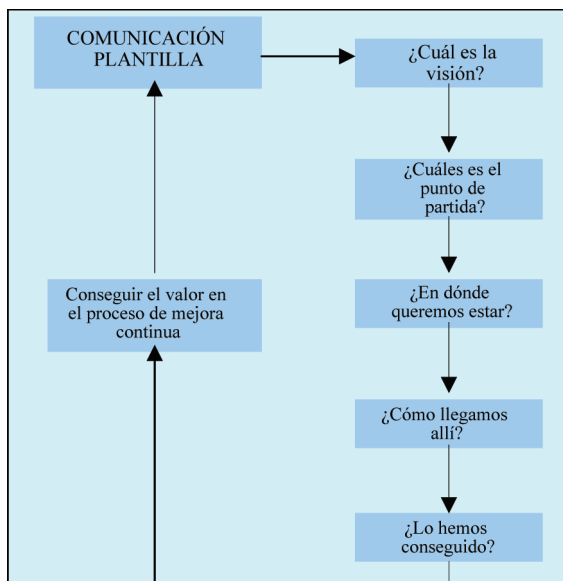 COMUNICACIÓN
PLANTILLA
¿Cuál es la
visión?
¿Cuáles es el
punto de
partida?
¿En dónde
queremos estar?
¿Cómo llegamos
allí?
¿Lo hemos
conseguido?
Conseguir el valor en
el proceso de mejora
continua